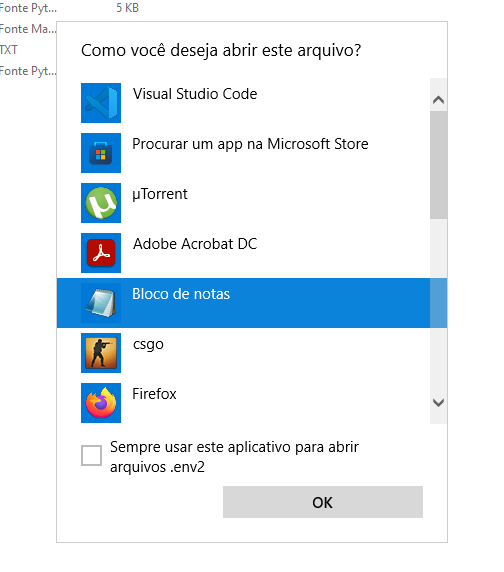 Fonte Pyt... 5 KB
Fonte Ma...
TXT
Fonte Pyt...
Como você deseja abrir este arquivo?
Visual Studio Code
Procurar um app na Microsoft Store
µTorrent
Adobe Acrobat DC
Bloco de notas
csgo
Firefox
Sempre usar este aplicativo para abrir
arquivos .env2
OK